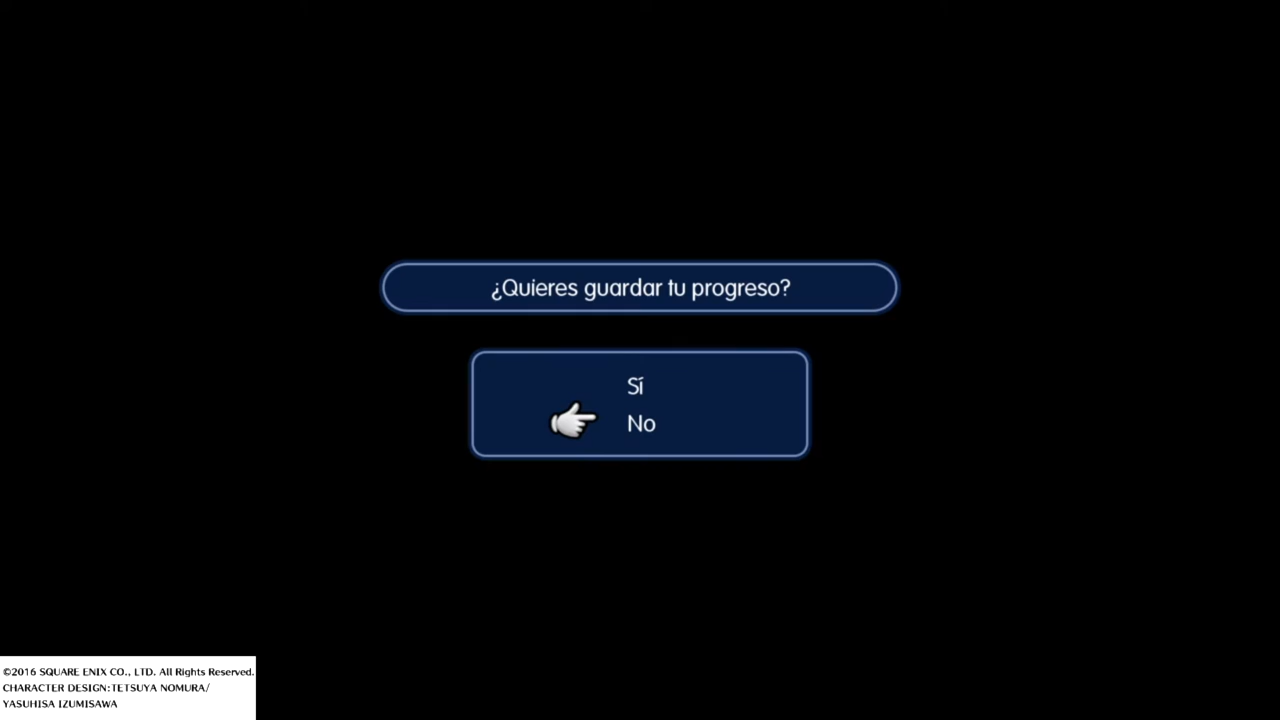 ¿Quieres guardar tu progreso?
Sí
No
©2016 SQUARE ENIX CO., LTD. All Rights Reserved.
CHARACTER DESIGN:TETSUYA NOMURA/
YASUHISA IZUMISAWA